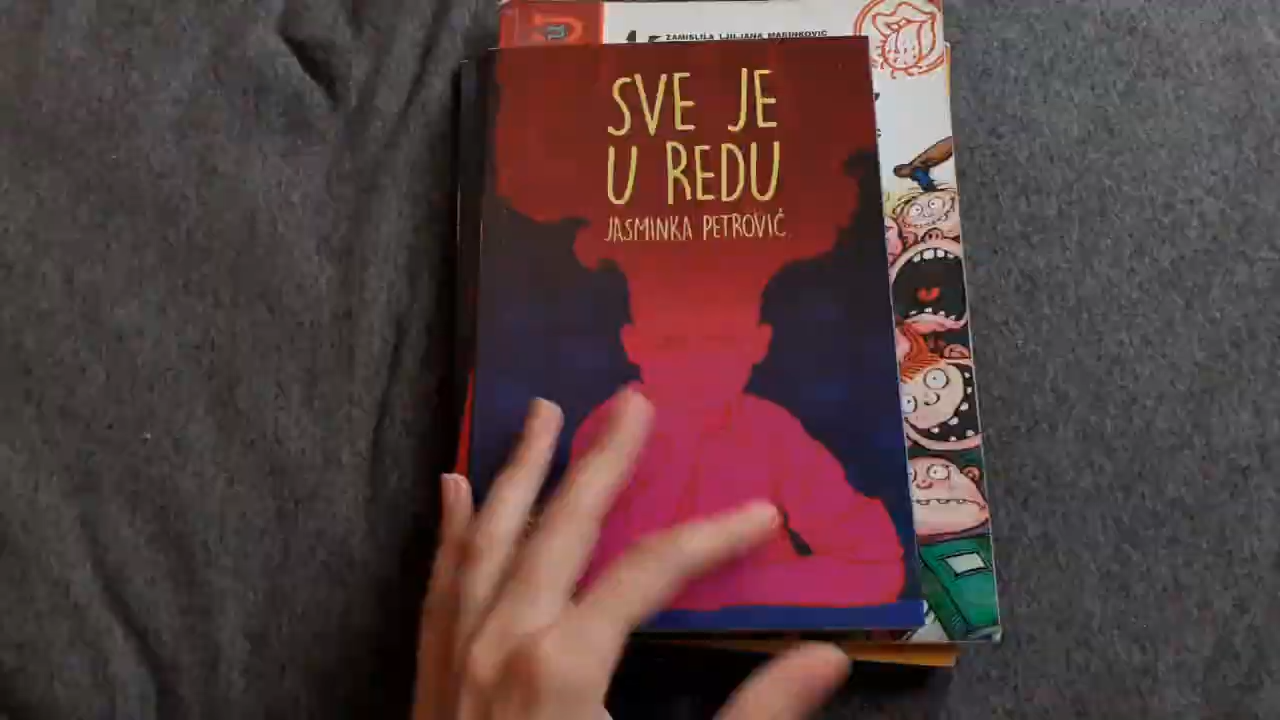 ZAMISLILA LJILJANA MARINKOVIĆ
SVE JE
U REDU
JASMINKA PETROVIĆ